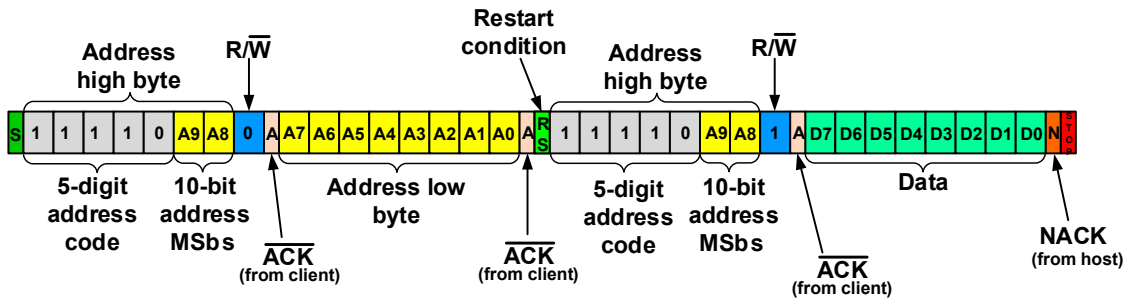 Restart
condition
Address
high byte
R/W̅
Address
high byte
R/W̅
S 1 1 1 1 0 A9 A8 0 A A7 A6 A5 A4 A3 A2 A1 A0 A RS 1 1 1 1 0 A9 A8 1 A D7 D6 D5 D4 D3 D2 D1 D0 N STOP
5-digit
address
code
10-bit
address
MSbs
Address low
byte
5-digit
address
code
10-bit
address
MSbs
Data
A̅C̅K̅
(from client)
A̅C̅K̅
(from client)
A̅C̅K̅
(from client)
NACK
(from host)